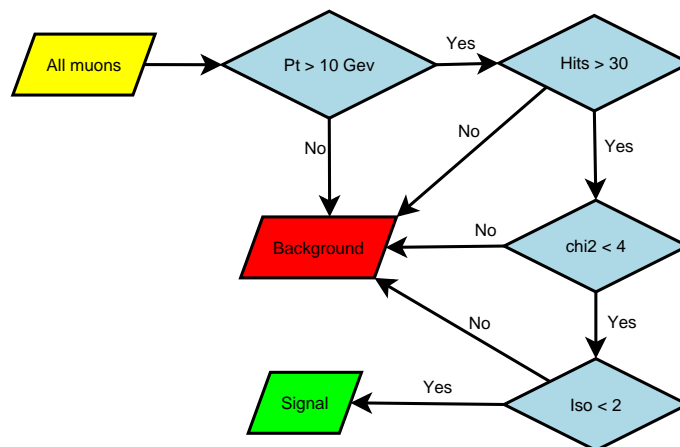 All muons
Pt > 10 Gev
Yes
Hits > 30
No
No
Yes
Background
No
chi2 < 4
No
Yes
Signal
Yes
Iso < 2